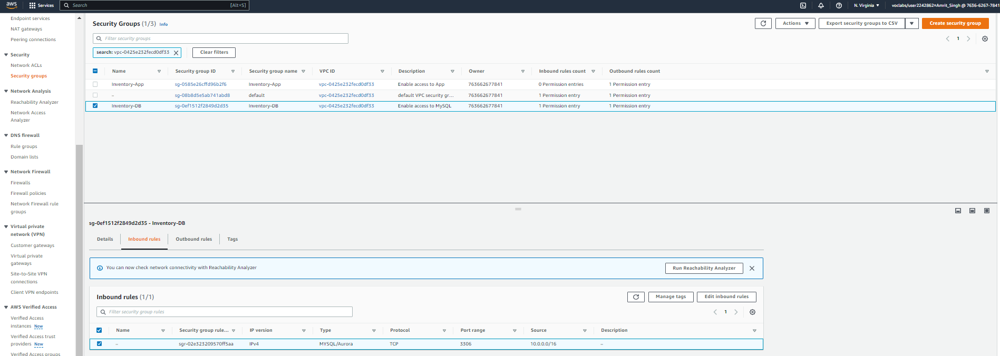 aws Services Search [Alt+S] N. Virginia voclabs/user2242862=Amrit_Singh @ 7636-6267-7841
Endpoint services
NAT gateways
Peering connections
Security
Network ACLs
Security groups
Network Analysis
Reachability Analyzer
Network Access
Analyzer
DNS firewall
Rule groups
Domain lists
Network Firewall
Firewalls
Firewall policies
Network Firewall rule
groups
Virtual private
network (VPN)
Customer gateways
Virtual private
gateways
Site-to-Site VPN
connections
Client VPN endpoints
AWS Verified Access
Verified Access
instances New
Verified Access trust
providers New
Verified Access groups
Security Groups (1/3) Info
Actions Export security groups to CSV Create security group
Filter security groups
1
search: vpc-0425e232fecd0df33 Clear filters
Name Security group ID Security group name VPC ID Description Owner Inbound rules count Outbound rules count
Inventory-App sg-0585e26cffd96b2f6 Inventory-App vpc-0425e232fecd0df33 Enable access to App 763662677841 0 Permission entries 1 Permission entry
– sg-08b8d5e5ab741abd8 default vpc-0425e232fecd0df33 default VPC security gr... 763662677841 1 Permission entry 1 Permission entry
Inventory-DB sg-0ef1512f2849d2d35 Inventory-DB vpc-0425e232fecd0df33 Enable access to MySQL 763662677841 1 Permission entry 1 Permission entry
sg-0ef1512f2849d2d35 - Inventory-DB
Details Inbound rules Outbound rules Tags
You can now check network connectivity with Reachability Analyzer Run Reachability Analyzer
Inbound rules (1/1)
Manage tags Edit inbound rules
Filter security group rules
1
Name Security group rule... IP version Type Protocol Port range Source Description
– sgr-02e323209570ff5aa IPv4 MYSQL/Aurora TCP 3306 10.0.0.0/16 –